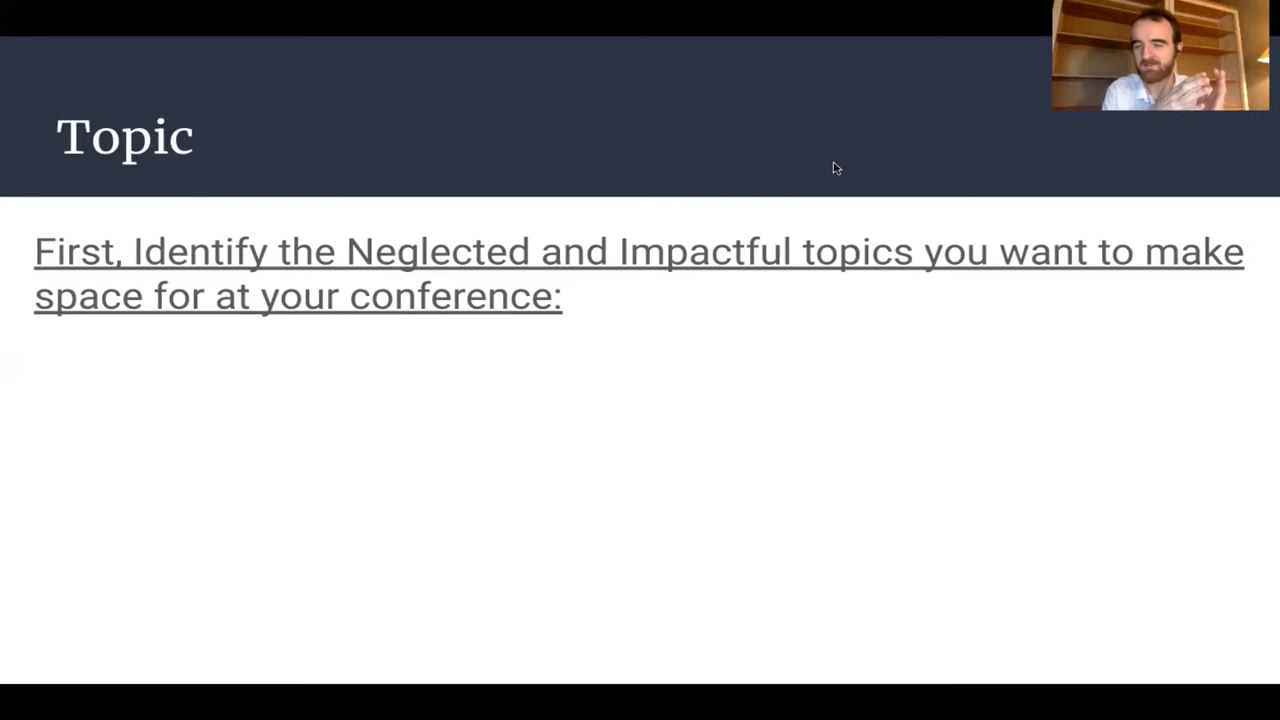 Topic
First, Identify the Neglected and Impactful topics you want to make
space for at your conference: